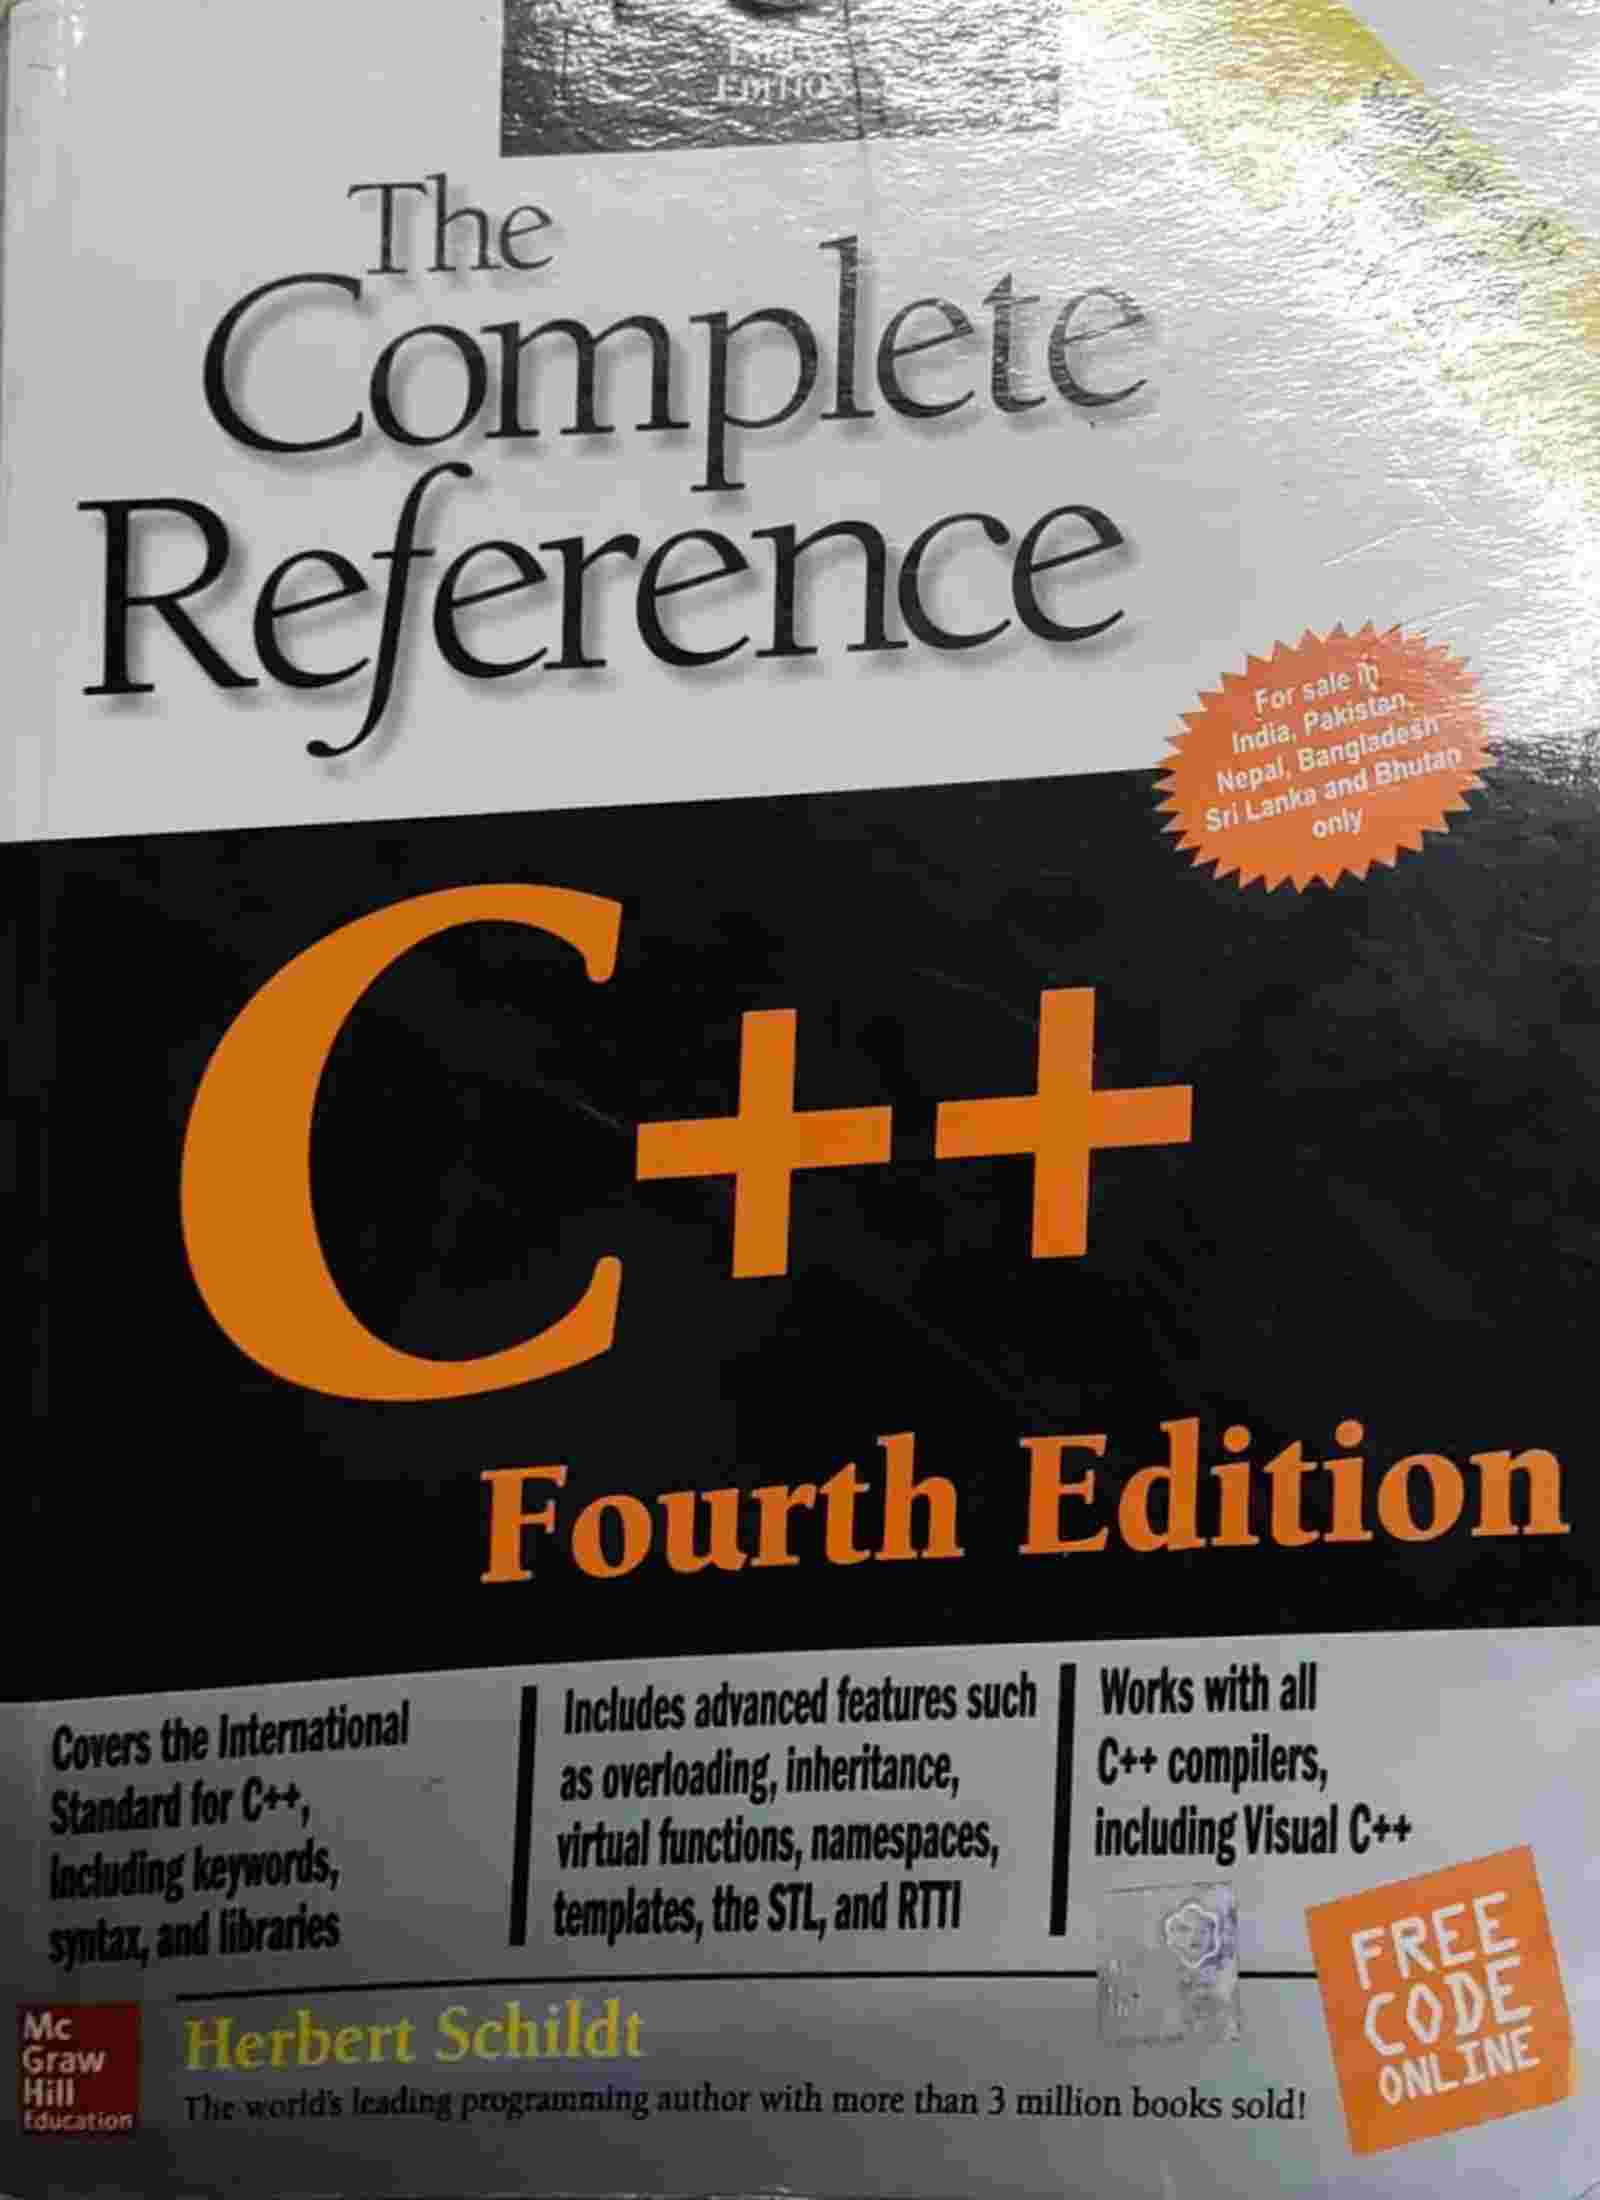 EDITION
The
Complete
Reference
For sale in
India, Pakistan,
Nepal, Bangladesh
Sri Lanka and Bhutan
only
C++
Fourth Edition
Covers the International
Standard for C++,
including keywords,
syntax, and libraries
Includes advanced features such
as overloading, inheritance,
virtual functions, namespaces,
templates, the STL, and RTTI
Works with all
C++ compilers,
including Visual C++
FREE
CODE
ONLINE
Mc
Graw
Hill
Education
Herbert Schildt
The world's leading programming author with more than 3 million books sold!